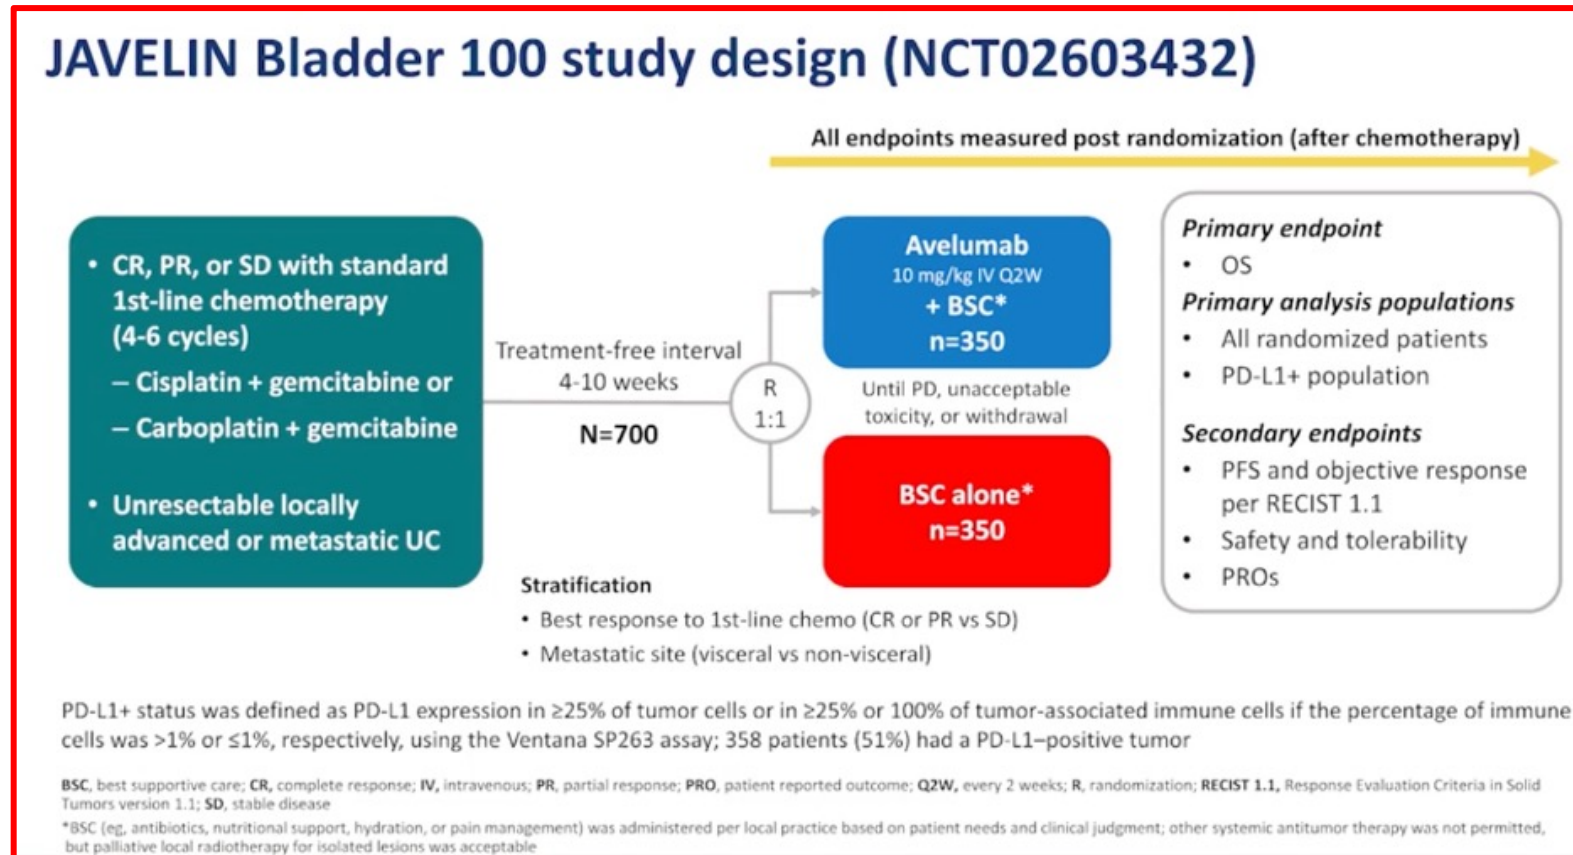 JAVELIN Bladder 100 study design (NCT02603432)
All endpoints measured post randomization (after chemotherapy)
• CR, PR, or SD with standard
1st-line chemotherapy
(4-6 cycles)
– Cisplatin + gemcitabine or
– Carboplatin + gemcitabine
• Unresectable locally
advanced or metastatic UC
Treatment-free interval
4-10 weeks
N=700
R
1:1
Avelumab
10 mg/kg IV Q2W
+ BSC*
n=350
Until PD, unacceptable
toxicity, or withdrawal
BSC alone*
n=350
Primary endpoint
• OS
Primary analysis populations
• All randomized patients
• PD-L1+ population
Secondary endpoints
• PFS and objective response
per RECIST 1.1
• Safety and tolerability
• PROs
Stratification
• Best response to 1st-line chemo (CR or PR vs SD)
• Metastatic site (visceral vs non-visceral)
PD-L1+ status was defined as PD-L1 expression in ≥25% of tumor cells or in ≥25% or 100% of tumor-associated immune cells if the percentage of immune
cells was >1% or ≤1%, respectively, using the Ventana SP263 assay; 358 patients (51%) had a PD-L1–positive tumor
BSC, best supportive care; CR, complete response; IV, intravenous; PR, partial response; PRO, patient reported outcome; Q2W, every 2 weeks; R, randomization; RECIST 1.1, Response Evaluation Criteria in Solid
Tumors version 1.1; SD, stable disease
*BSC (eg, antibiotics, nutritional support, hydration, or pain management) was administered per local practice based on patient needs and clinical judgment; other systemic antitumor therapy was not permitted,
but palliative local radiotherapy for isolated lesions was acceptable